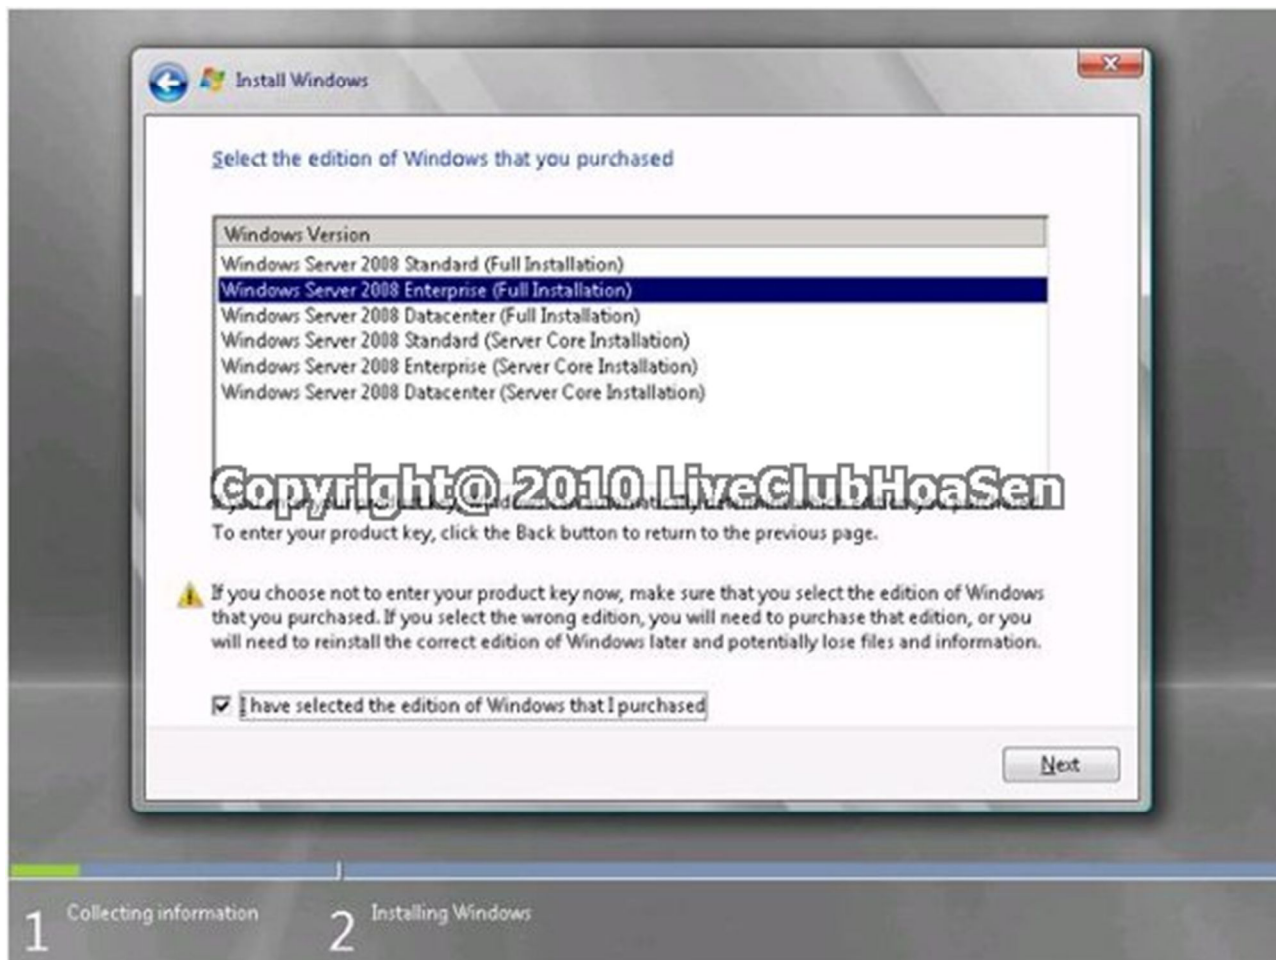 Install Windows
Select the edition of Windows that you purchased
Windows Version
Windows Server 2008 Standard (Full Installation)
Windows Server 2008 Enterprise (Full Installation)
Windows Server 2008 Datacenter (Full Installation)
Windows Server 2008 Standard (Server Core Installation)
Windows Server 2008 Enterprise (Server Core Installation)
Windows Server 2008 Datacenter (Server Core Installation)
Copyright@ 2010 LiveClubHoaSen
To enter your product key, click the Back button to return to the previous page.
If you choose not to enter your product key now, make sure that you select the edition of Windows
that you purchased. If you select the wrong edition, you will need to purchase that edition, or you
will need to reinstall the correct edition of Windows later and potentially lose files and information.
I have selected the edition of Windows that I purchased
Next
1 Collecting information 2 Installing Windows